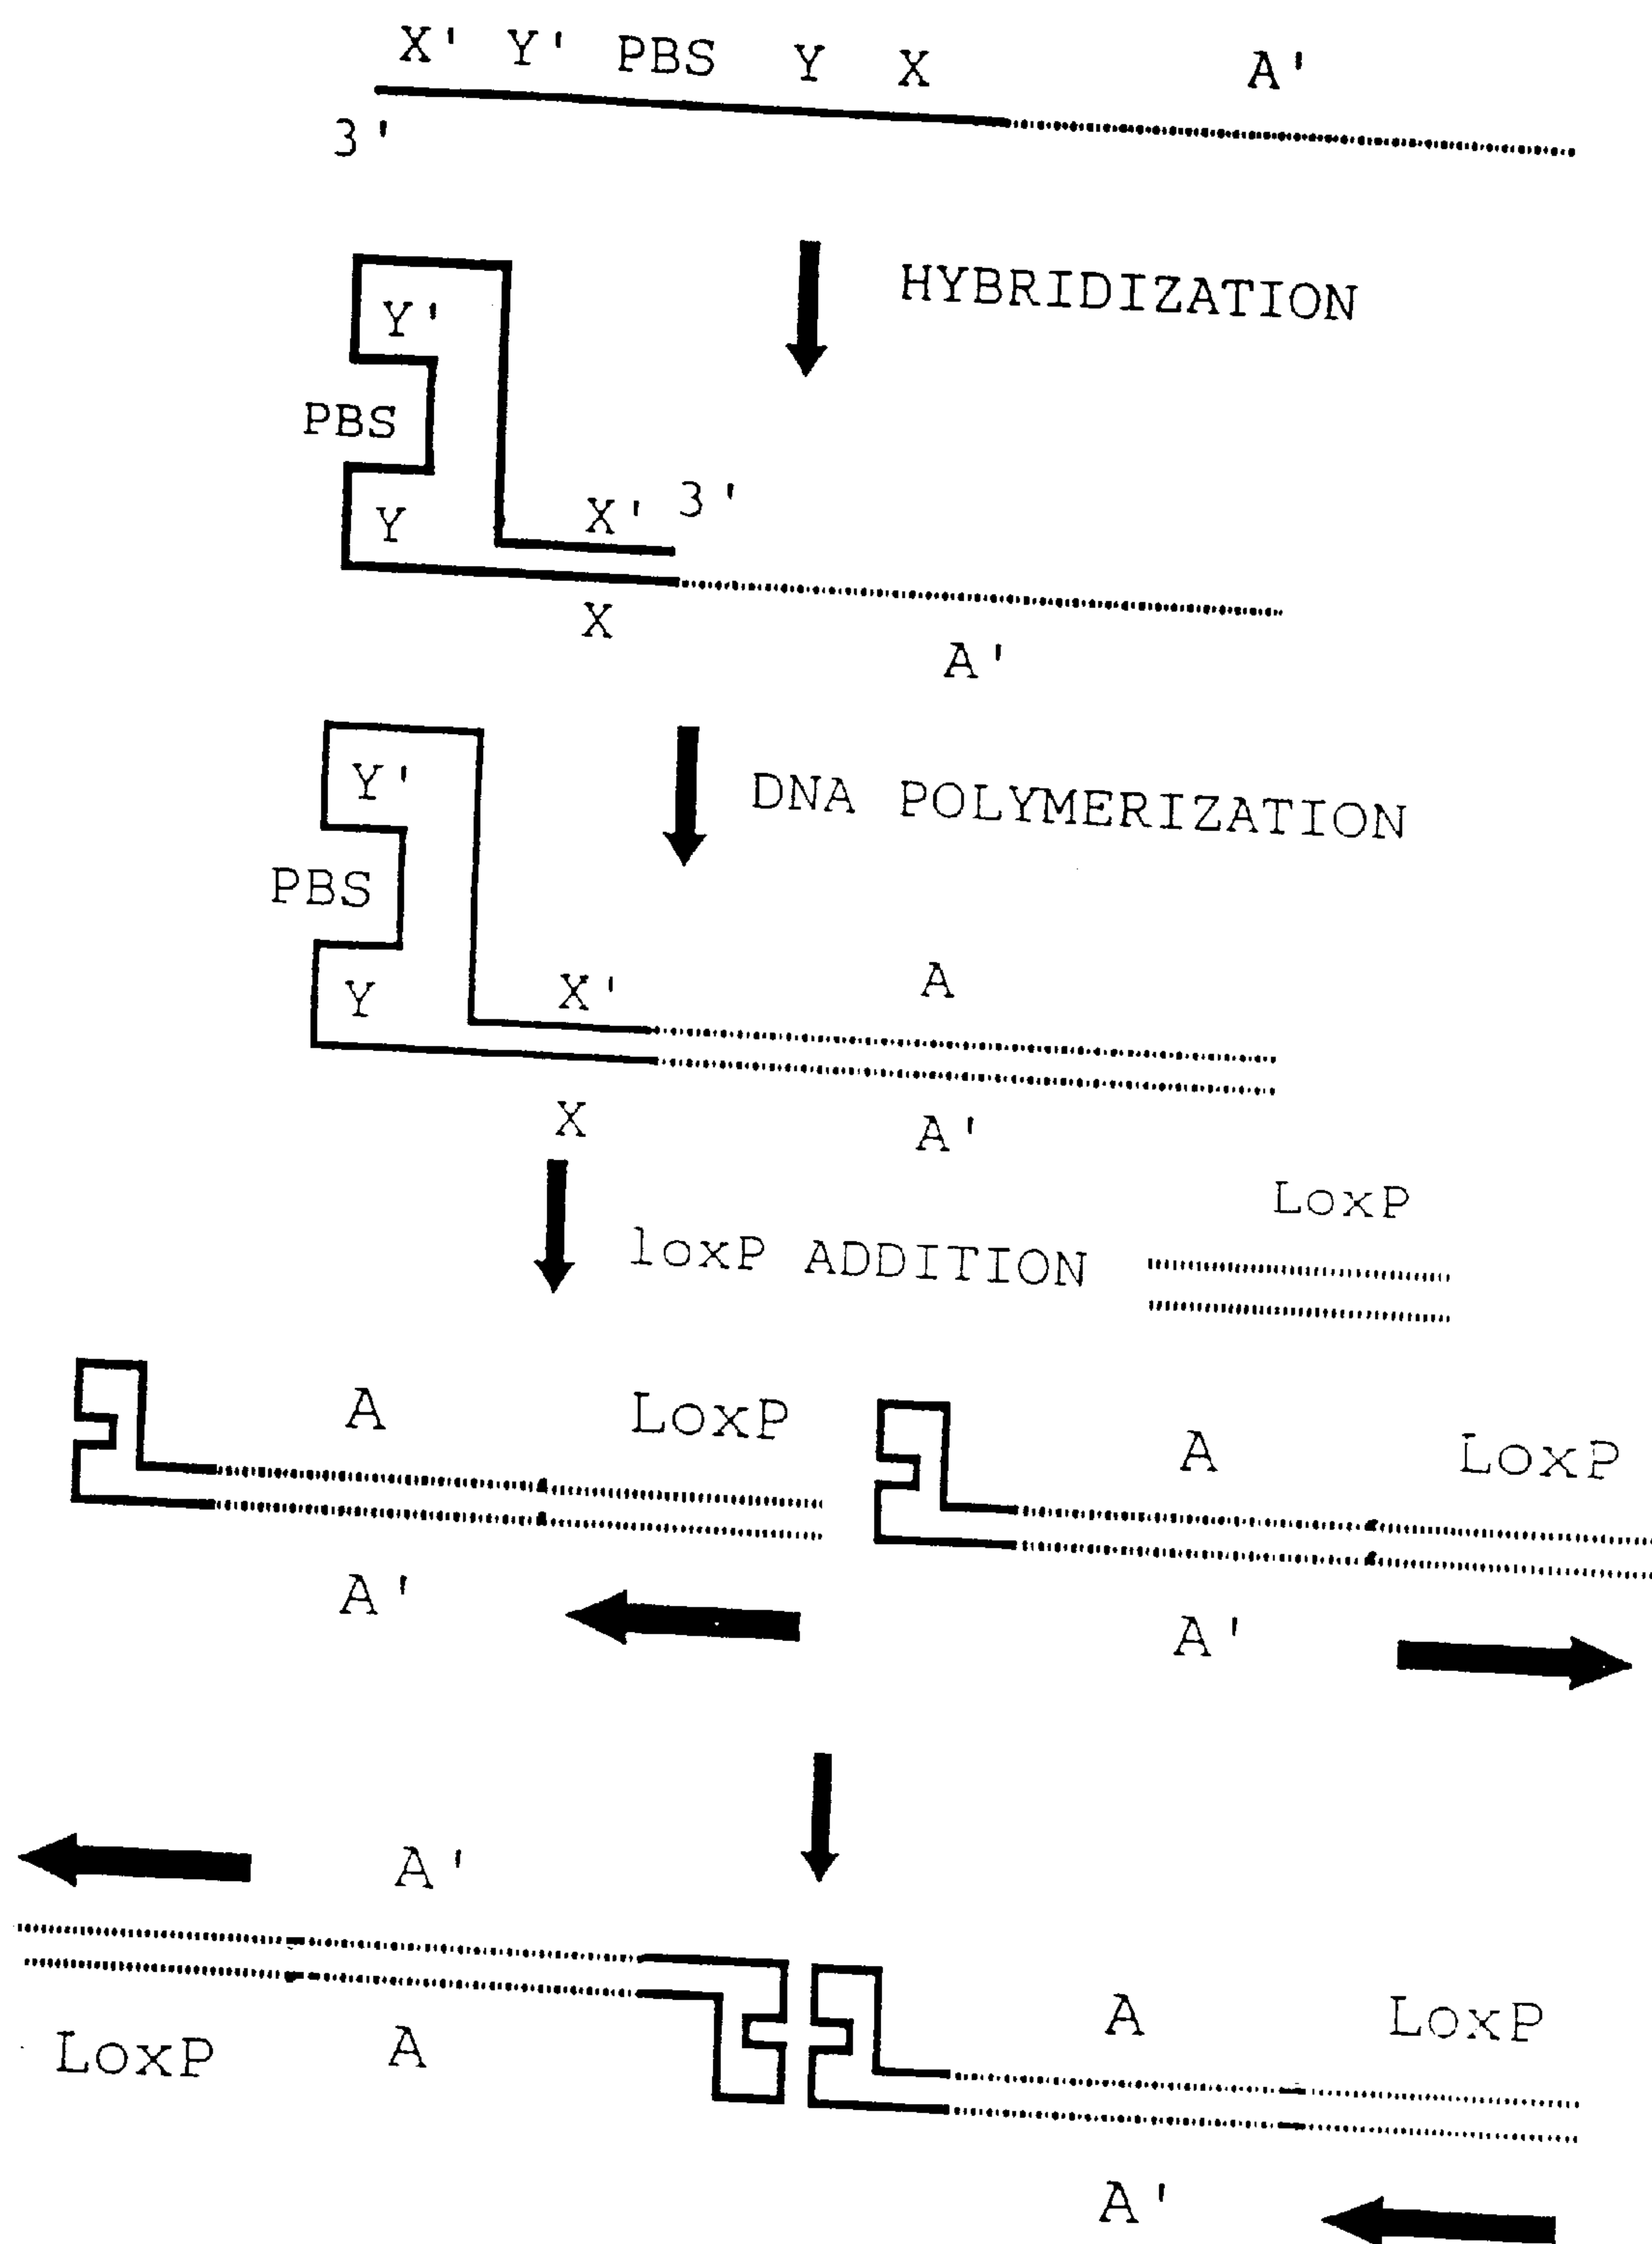 X' Y' PBS Y X A'
3'
HYBRIDIZATION
Y'
PBS
Y
X' 3'
X
A'
DNA POLYMERIZATION
Y'
PBS
Y
X' A
X
A'
LoxP
loxP ADDITION
A LoxP A LoxP
A' A'
A'
A LoxP
LoxP A
A'